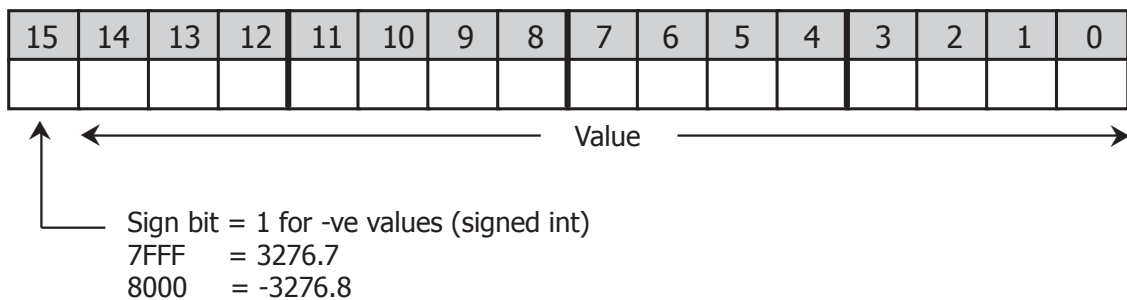 15 14 13 12 11 10 9 8 7 6 5 4 3 2 1 0
Value
Sign bit = 1 for -ve values (signed int)
7FFF = 3276.7
8000 = -3276.8